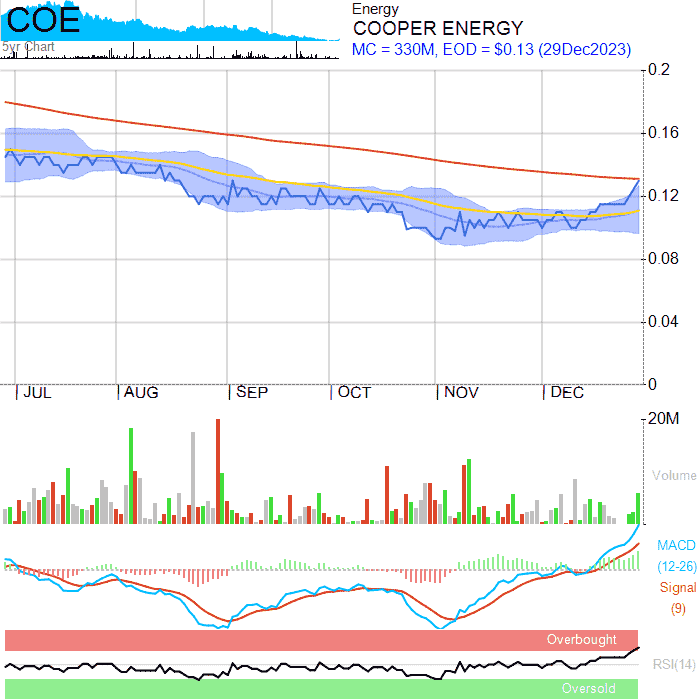 COE
5yr Chart
Energy
COOPER ENERGY
MC = 330M, EOD = $0.13 (29Dec2023)
0.2
0.16
0.12
0.08
0.04
0
JUL AUG SEP OCT NOV DEC
20M
Volume
MACD
(12-26)
Signal
(9)
Overbought
RSI(14)
Oversold